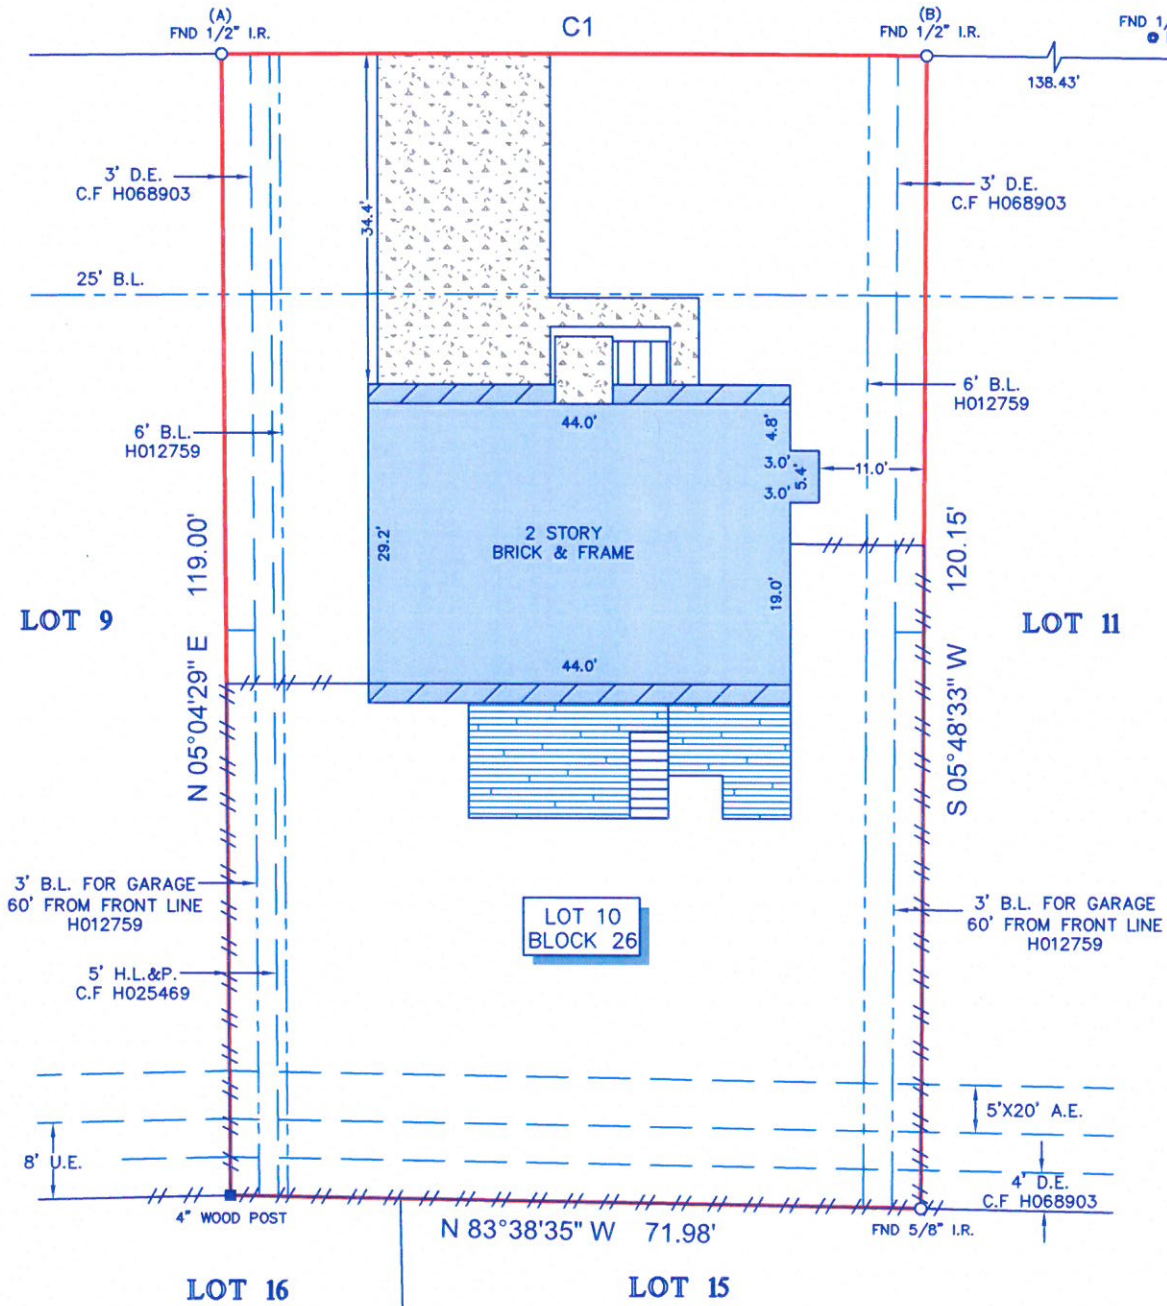 (A)
FND 1/2" I.R.
C1
(B)
FND 1/2" I.R.
FND 1/
138.43'
3' D.E.
C.F H068903
3' D.E.
C.F H068903
34.4'
25' B.L.
6' B.L.
H012759
6' B.L.
H012759
44.0'
4.8'
3.0'
5.4'
3.0'
11.0'
29.2'
2 STORY
BRICK & FRAME
19.0'
44.0'
LOT 9
N 05°04'29" E 119.00'
S 05°48'33" W 120.15'
LOT 11
3' B.L. FOR GARAGE
60' FROM FRONT LINE
H012759
LOT 10
BLOCK 26
3' B.L. FOR GARAGE
60' FROM FRONT LINE
H012759
5' H.L.&P.
C.F H025469
5'X20' A.E.
8' U.E.
4' D.E.
C.F H068903
4" WOOD POST
N 83°38'35" W 71.98'
FND 5/8" I.R.
LOT 16
LOT 15